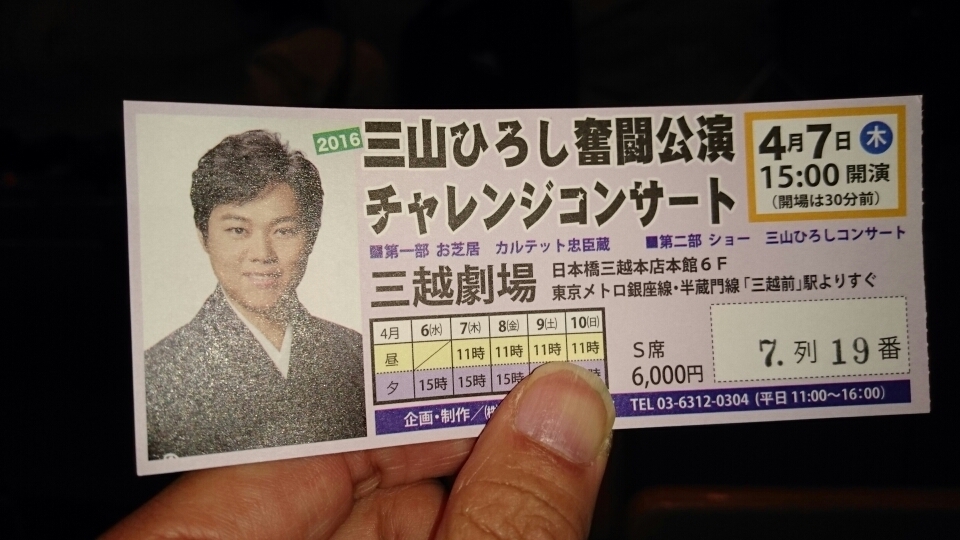 2016
三山ひろし奮闘公演
チャレンジコンサート
4月7日 木
15:00 開演
(開場は30分前)
■第一部 お芝居 カルテット忠臣蔵 ■第二部 ショー 三山ひろしコンサート
三越劇場
日本橋三越本店本館6F
東京メトロ銀座線・半蔵門線「三越前」駅よりすぐ
4月 6(水) 7(木) 8(金) 9(土) 10(日)
昼 11時 11時 11時 11時
夕 15時 15時 15時
S席
6,000円
7.列 19番
企画・制作/㈱
TEL 03-6312-0304 (平日 11:00〜16:00)